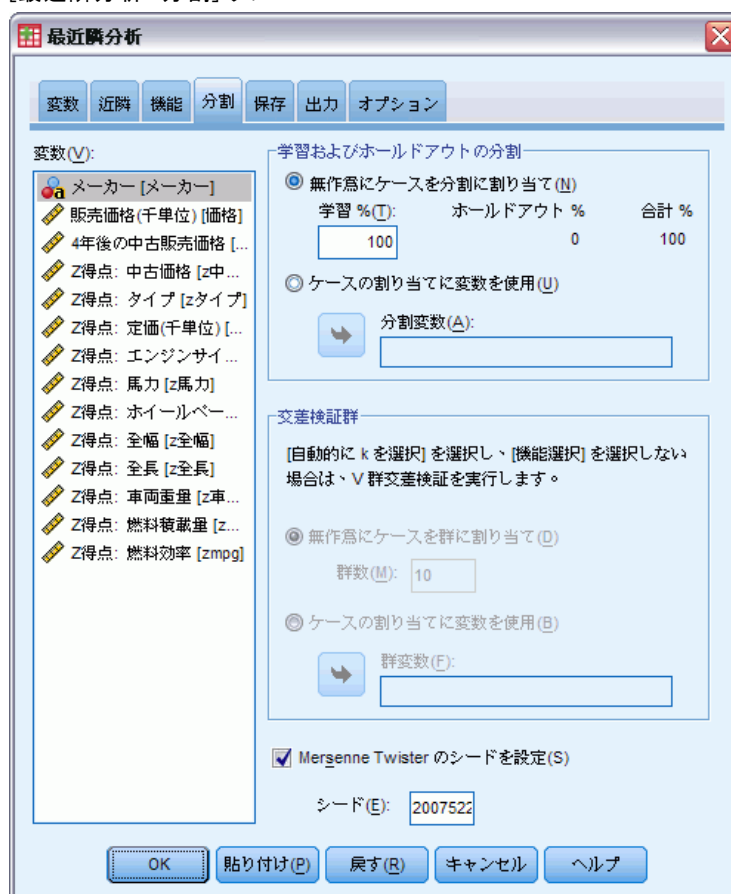 最近隣分析
変数 近隣 機能 分割 保存 出力 オプション
変数(V):
メーカー [メーカー]
販売価格(千単位) [価格]
4年後の中古販売価格 [...
Z得点: 中古価格 [z中...
Z得点: タイプ [zタイプ]
Z得点: 定価(千単位) [...
Z得点: エンジンサイ...
Z得点: 馬力 [z馬力]
Z得点: ホイールベー...
Z得点: 全幅 [z全幅]
Z得点: 全長 [z全長]
Z得点: 車両重量 [z車...
Z得点: 燃料積載量 [z...
Z得点: 燃料効率 [zmpg]
学習およびホールドアウトの分割
無作為にケースを分割に割り当て(N)
学習 %(T): ホールドアウト % 合計 %
100 0 100
ケースの割り当てに変数を使用(U)
分割変数(A):
交差検証群
[自動的に k を選択] を選択し、[機能選択] を選択しない
場合は、V 群交差検証を実行します。
無作為にケースを群に割り当て(D)
群数(M): 10
ケースの割り当てに変数を使用(B)
群変数(F):
Mersenne Twister のシードを設定(S)
シード(E): 2007522
OK 貼り付け(P) 戻す(R) キャンセル ヘルプ